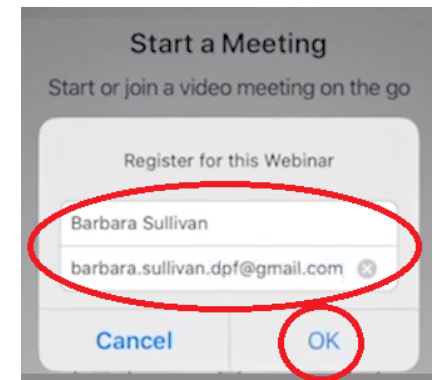 Start a Meeting
Start or join a video meeting on the go
Register for this Webinar
Barbara Sullivan
barbara.sullivan.dpf@gmail.com
Cancel OK